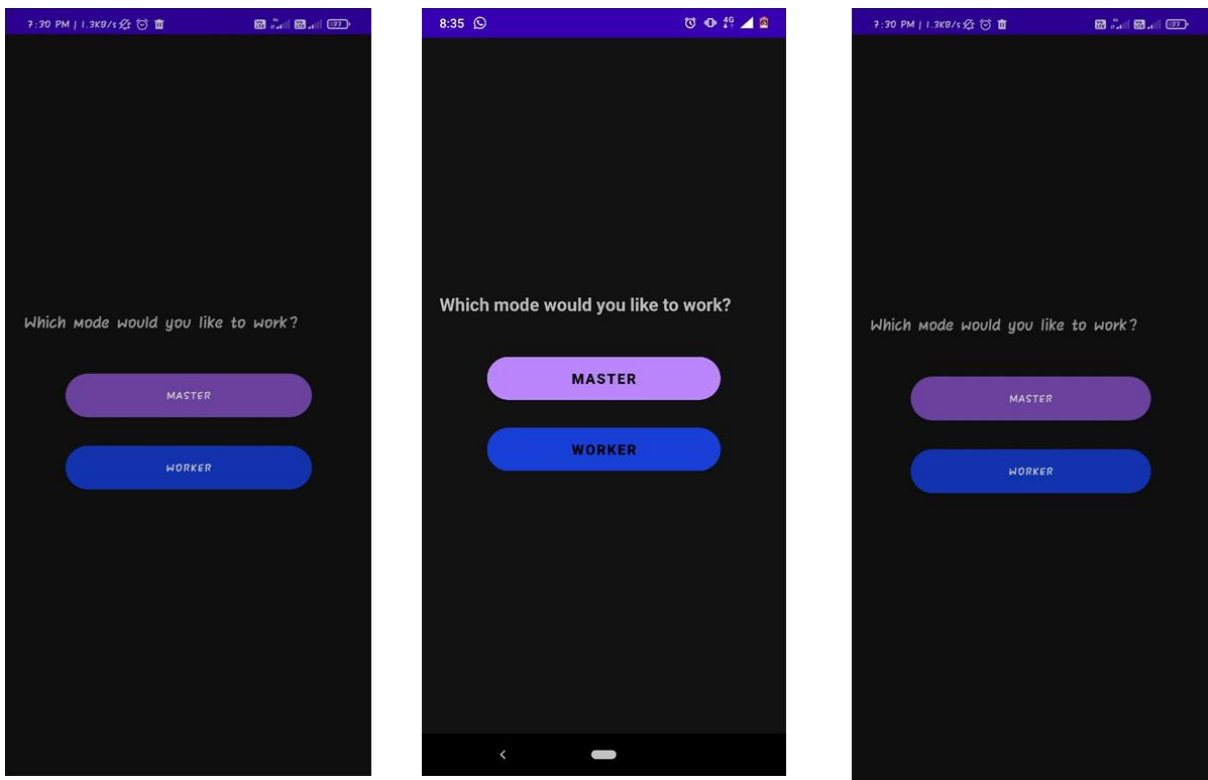 7:30 PM | 1.3KB/s
Which mode would you like to work?
MASTER
WORKER
8:35
4G
Which mode would you like to work?
MASTER
WORKER
7:30 PM | 1.3KB/s
Which mode would you like to work?
MASTER
WORKER